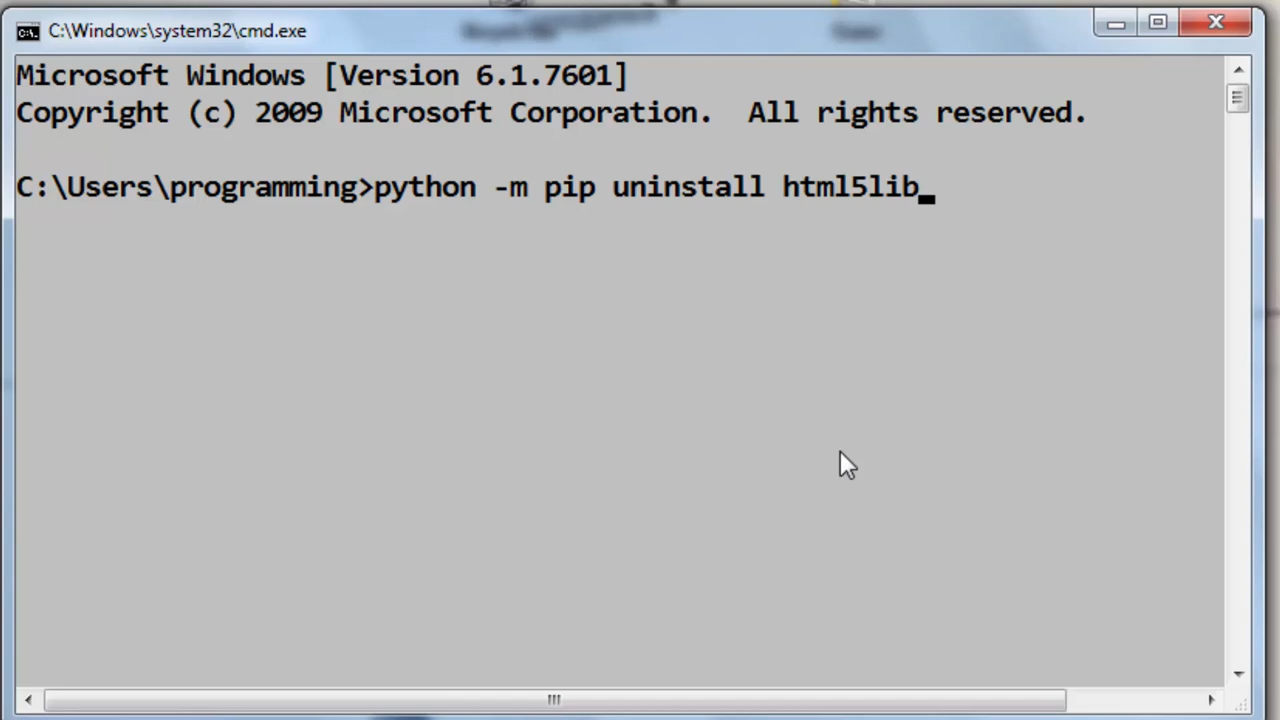 C:\Windows\system32\cmd.exe
Microsoft Windows [Version 6.1.7601]
Copyright (c) 2009 Microsoft Corporation.  All rights reserved.
C:\Users\programming>python -m pip uninstall html5lib